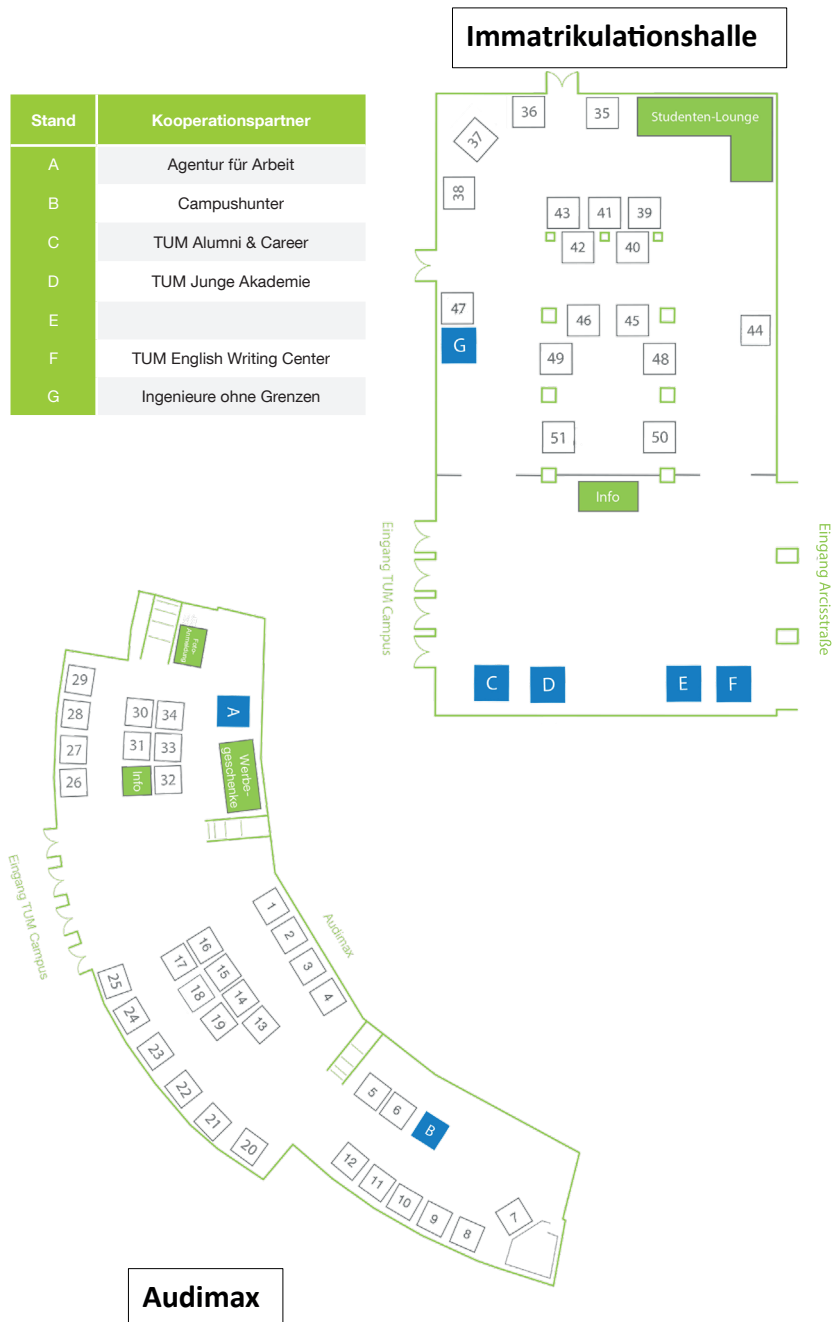 Immatrikulationshalle
Stand Kooperationspartner
A Agentur für Arbeit
B Campushunter
C TUM Alumni & Career
D TUM Junge Akademie
E
F TUM English Writing Center
G Ingenieure ohne Grenzen
36
35
Studenten-Lounge
37
38
43
41
39
42
40
47
46
45
44
G
49
48
51
50
Info
Eingang TUM Campus
Eingang Arcisstraße
C
D
E
F
Foto-
Anmeldung
29
28
27
26
30
34
31
33
Info
32
A
Werbe-
geschenke
Eingang TUM Campus
1
2
3
4
Audimax
16
17
15
18
14
19
13
25
24
23
22
21
20
5
6
B
12
11
10
9
8
7
Audimax